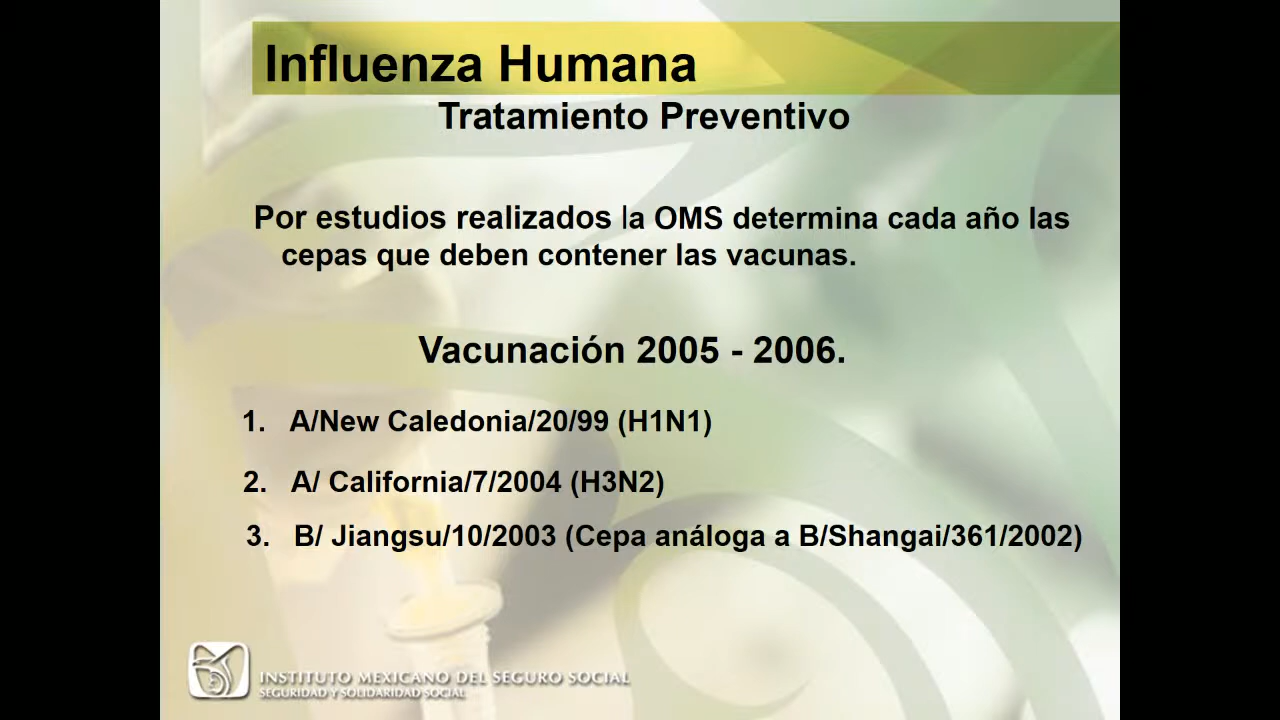 Influenza Humana
Tratamiento Preventivo
Por estudios realizados la OMS determina cada año las
cepas que deben contener las vacunas.
Vacunación 2005 - 2006.
1. A/New Caledonia/20/99 (H1N1)
2. A/ California/7/2004 (H3N2)
3. B/ Jiangsu/10/2003 (Cepa análoga a B/Shangai/361/2002)
INSTITUTO MEXICANO DEL SEGURO SOCIAL
SEGURIDAD Y SOLIDARIDAD SOCIAL